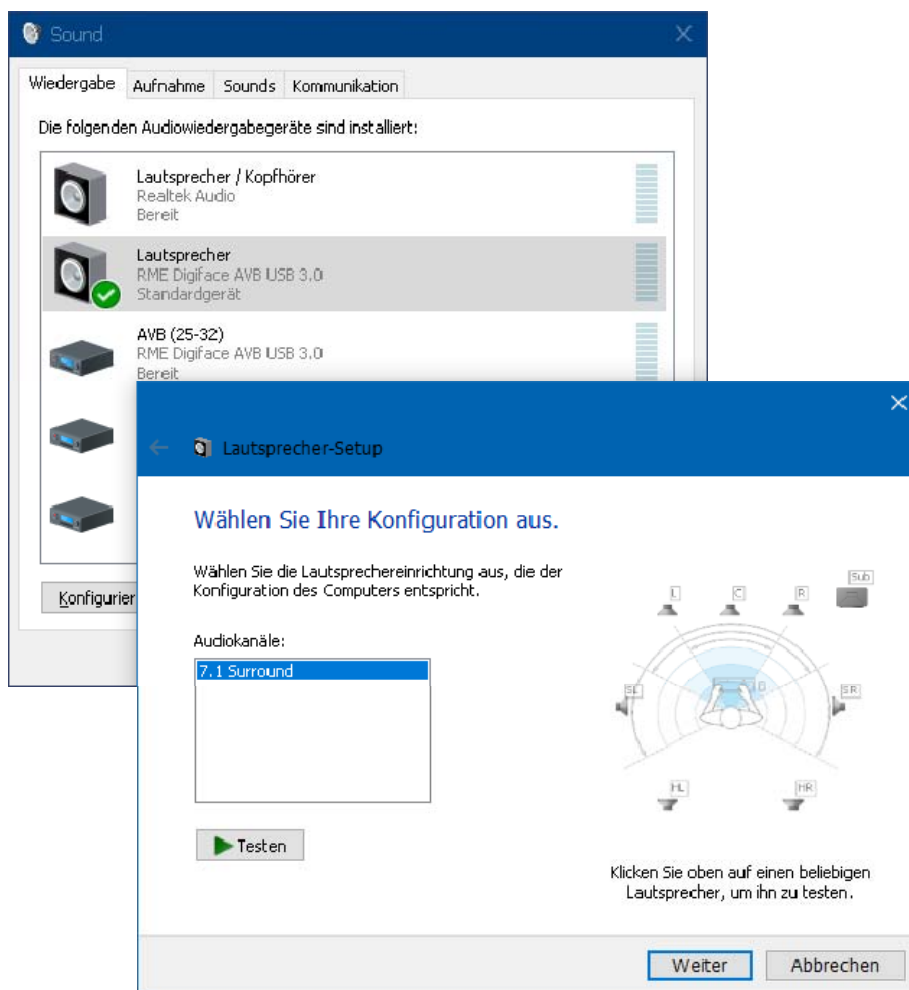 Sound
Wiedergabe Aufnahme Sounds Kommunikation
Die folgenden Audiowiedergabegeräte sind installiert:
Lautsprecher / Kopfhörer
Realtek Audio
Bereit
Lautsprecher
RME Digiface AVB USB 3.0
Standardgerät
AVB (25-32)
RME Digiface AVB USB 3.0
Bereit
Konfigurier
Lautsprecher-Setup
Wählen Sie Ihre Konfiguration aus.
Wählen Sie die Lautsprechereinrichtung aus, die der
Konfiguration des Computers entspricht.
Audiokanäle:
7.1 Surround
Testen
L C R Sub
SL SR
HL HR
Klicken Sie oben auf einen beliebigen
Lautsprecher, um ihn zu testen.
Weiter Abbrechen